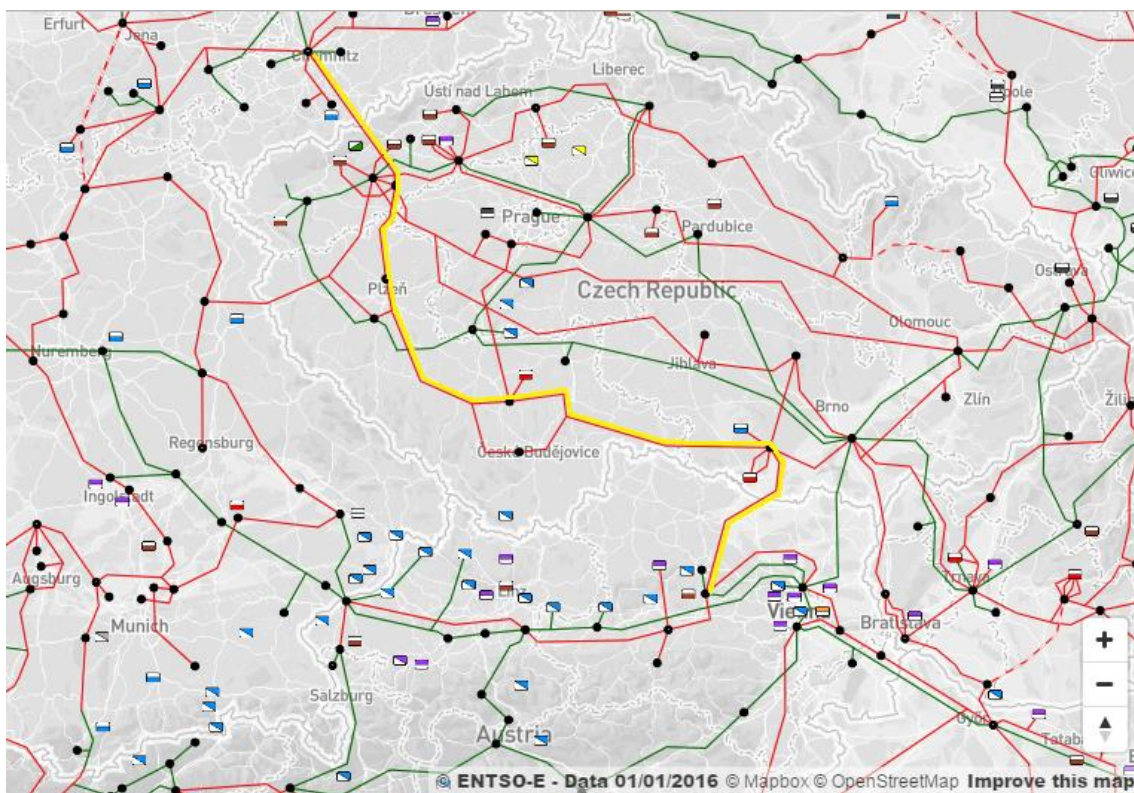 Erfurt
Jena
Chemnitz
Liberec
Ústí nad Labem
Opole
Gliwice
Prague
Pardubice
Ostrava
Plzeň
Czech Republic
Olomouc
Nuremberg
Jihlava
Brno
Zlín
Regensburg
České Budějovice
Ingolstadt
Augsburg
Linz
Trnava
Munich
Bratislava
Salzburg
Győr
Austria
© ENTSO-E - Data 01/01/2016 © Mapbox © OpenStreetMap Improve this map